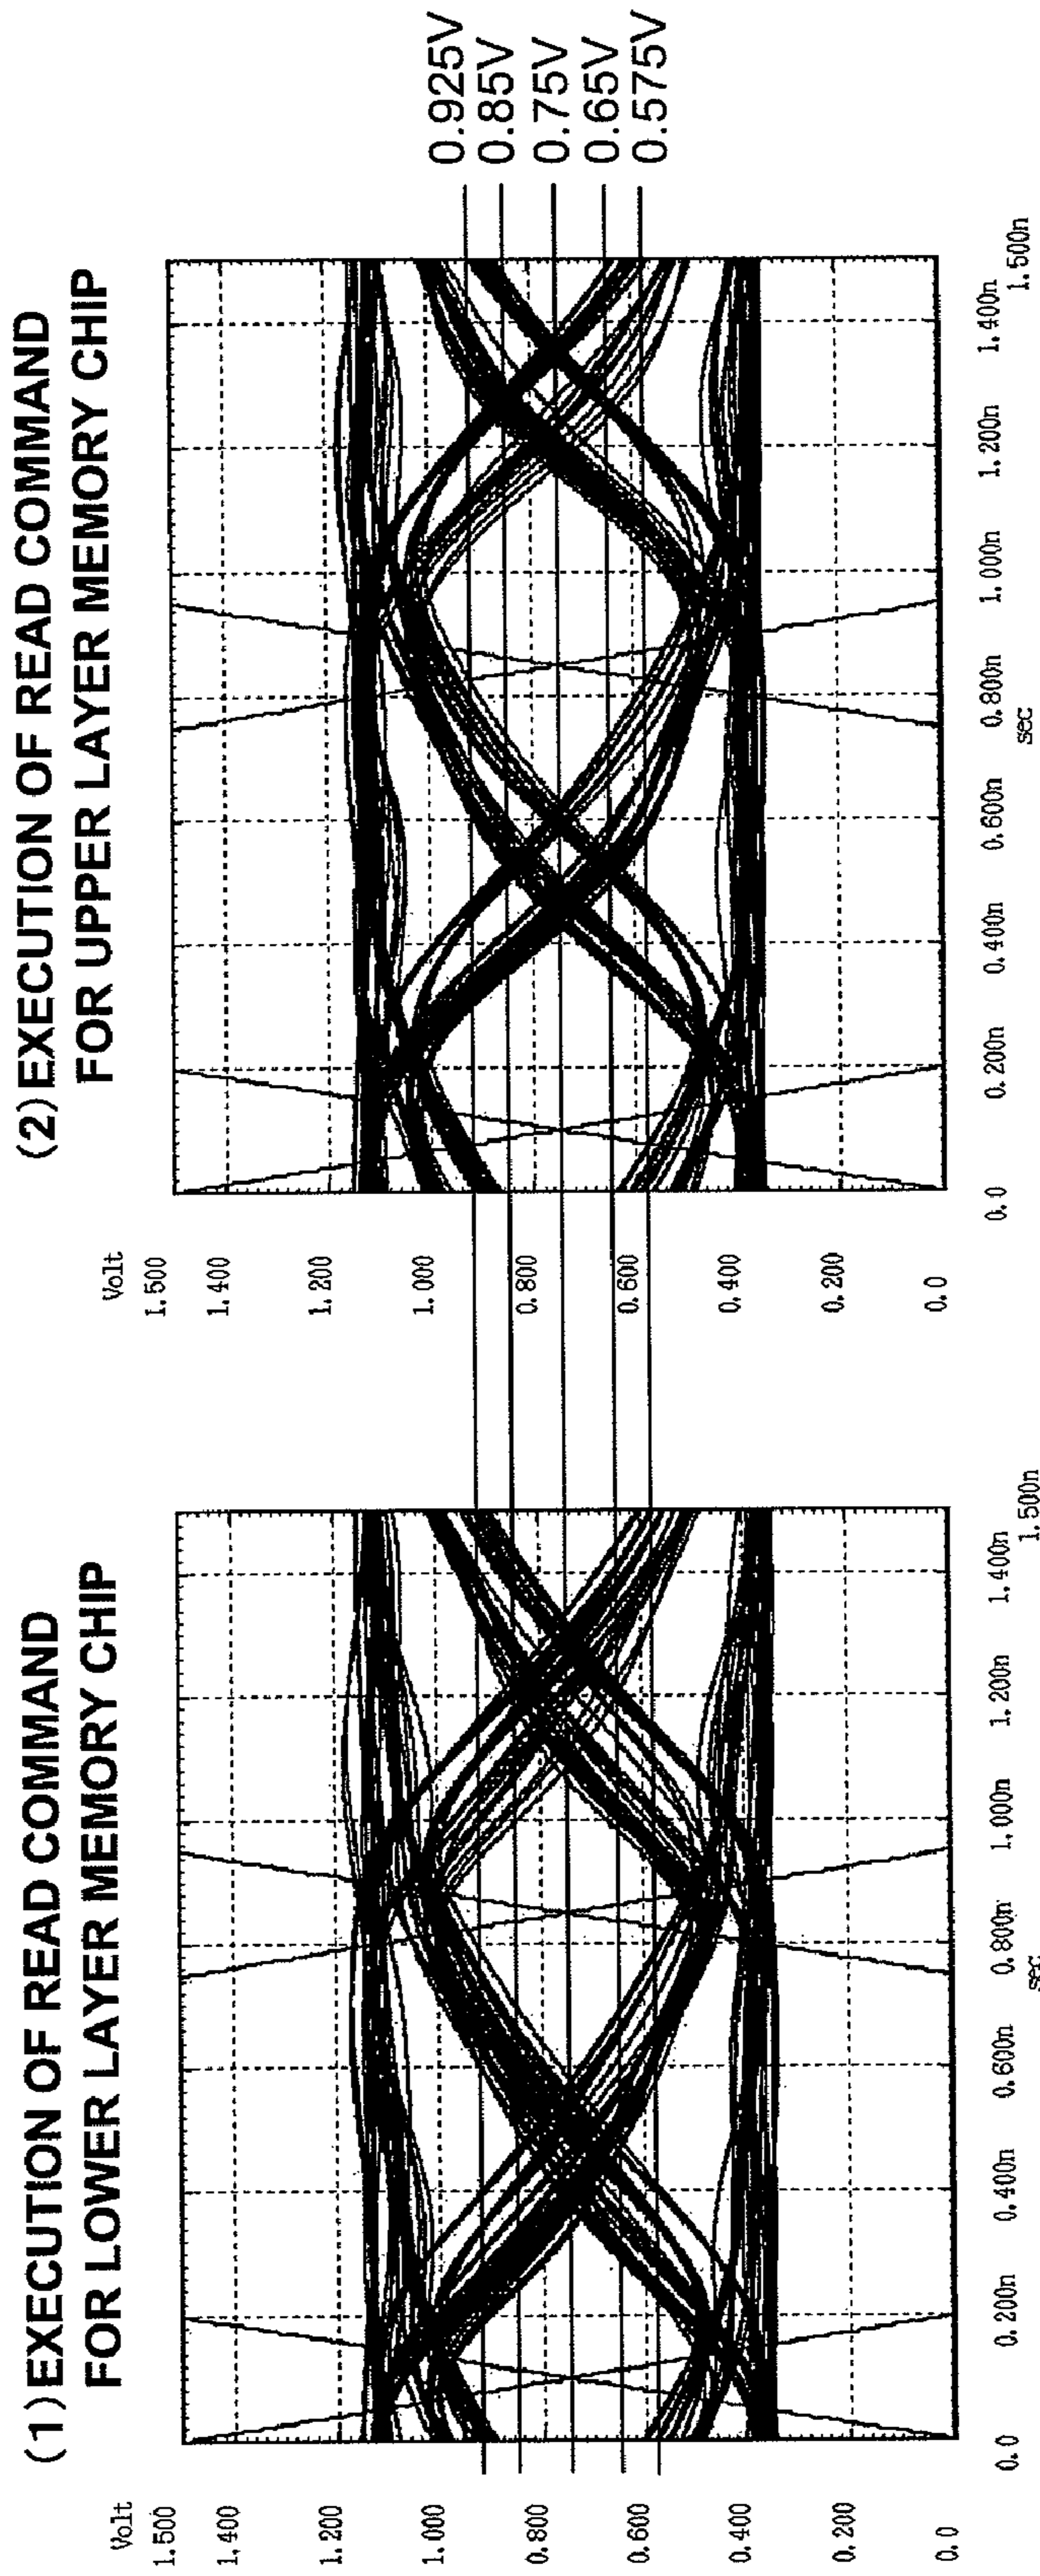 (1)EXECUTION OF READ COMMAND
FOR LOWER LAYER MEMORY CHIP
Volt
1.500
1.400
1.200
1.000
0.800
0.600
0.400
0.200
0.0
0.0
0.200n
0.400n
0.600n
0.800n
1.000n
1.200n
1.400n
1.500n
sec
(2)EXECUTION OF READ COMMAND
FOR UPPER LAYER MEMORY CHIP
Volt
1.500
1.400
1.200
1.000
0.800
0.600
0.400
0.200
0.0
0.0
0.200n
0.400n
0.600n
0.800n
1.000n
1.200n
1.400n
1.500n
sec
0.925V
0.85V
0.75V
0.65V
0.575V